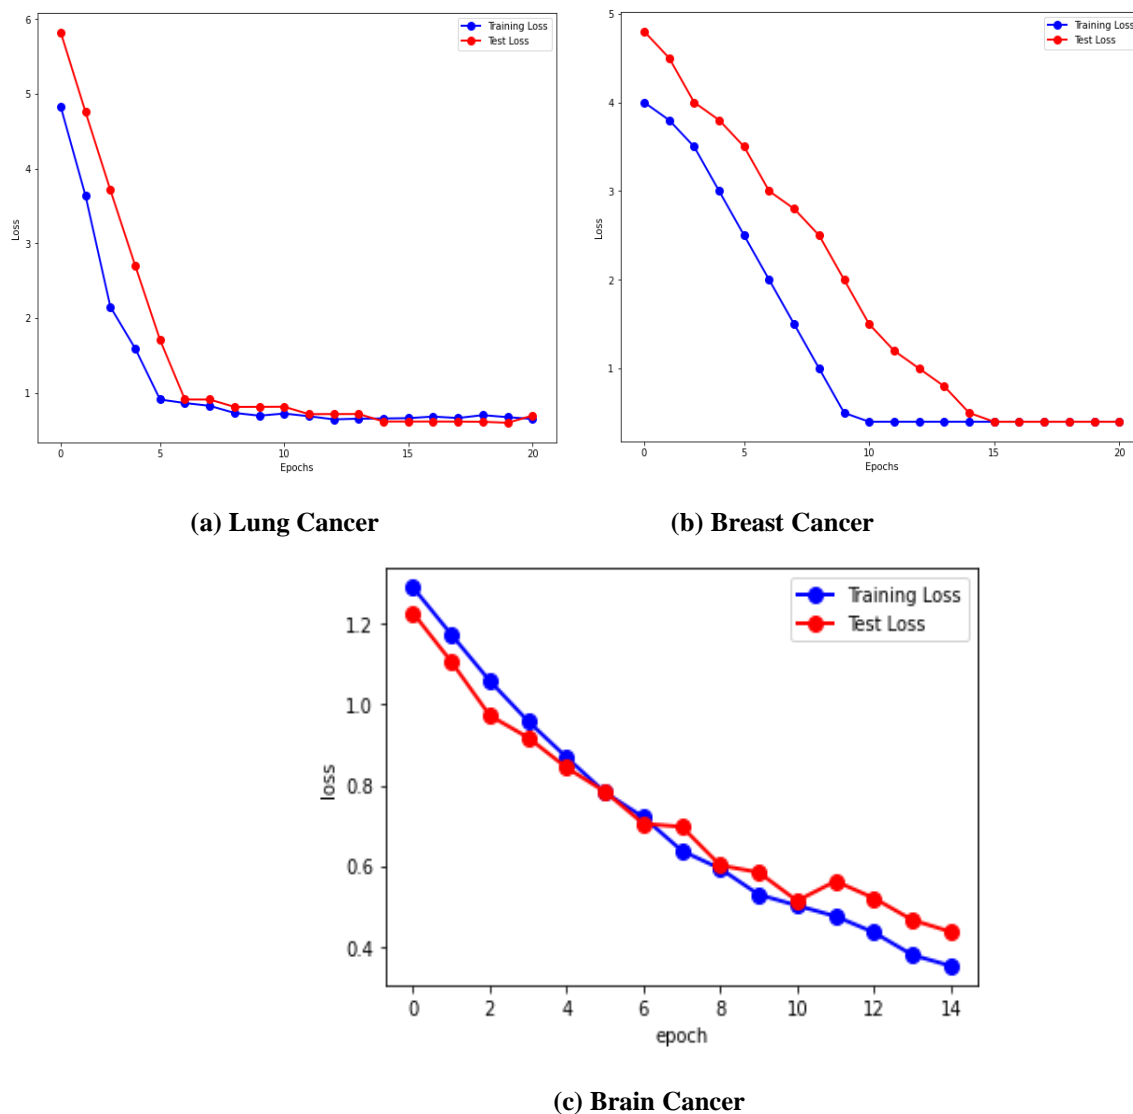 6
5
4
3
2
1
Loss
0
5
10
15
20
Epochs
Training Loss
Test Loss
(a) Lung Cancer
5
4
3
2
1
Loss
0
5
10
15
20
Epochs
Training Loss
Test Loss
(b) Breast Cancer
1.2
1.0
0.8
0.6
0.4
loss
0
2
4
6
8
10
12
14
epoch
Training Loss
Test Loss
(c) Brain Cancer